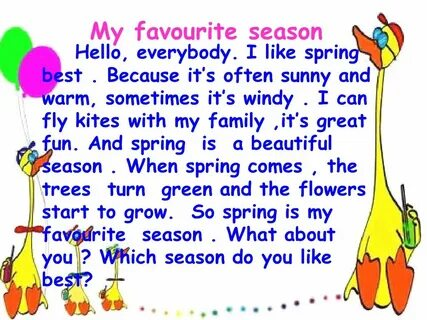 My favourite season
Hello, everybody. I like spring
best . Because it's often sunny and
warm, sometimes it's windy . I can
fly kites with my family ,it's great
fun. And spring is a beautiful
season . When spring comes , the
trees turn green and the flowers
start to grow. So spring is my
favourite season . What about
you ? Which season do you like
best?